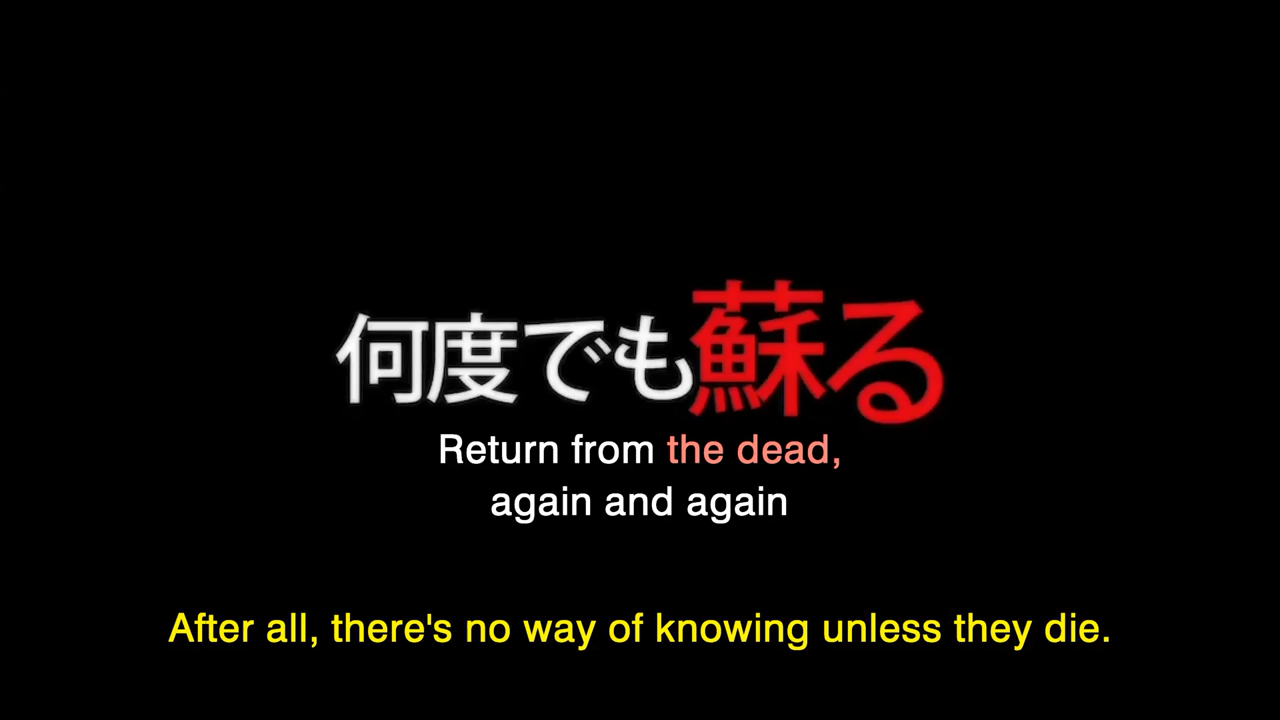 何度でも蘇る
Return from the dead,
again and again
After all, there's no way of knowing unless they die.